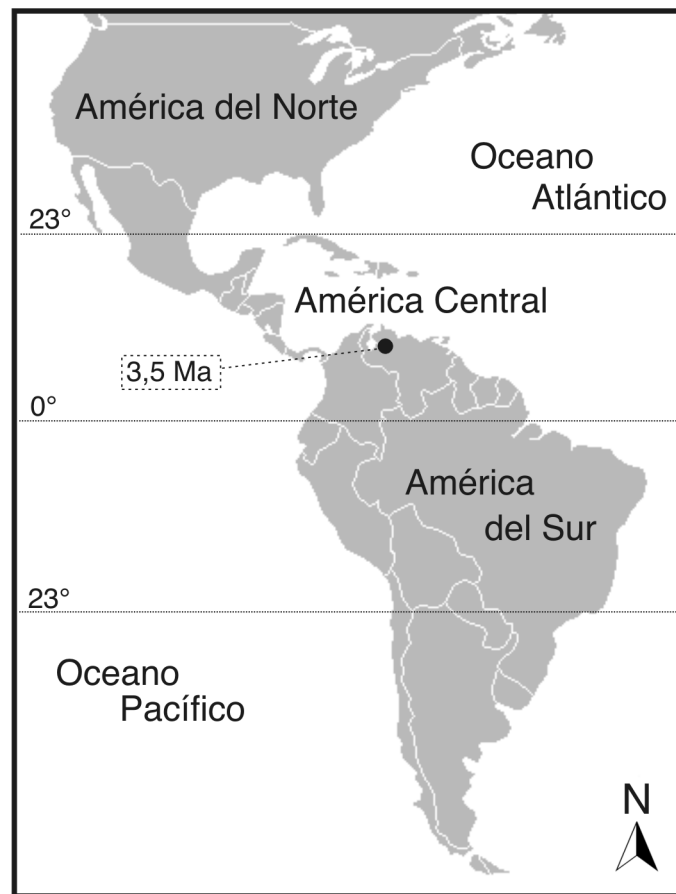 América del Norte
Oceano
Atlántico
23°
América Central
3,5 Ma
0°
América
del Sur
23°
Oceano
Pacífico
N